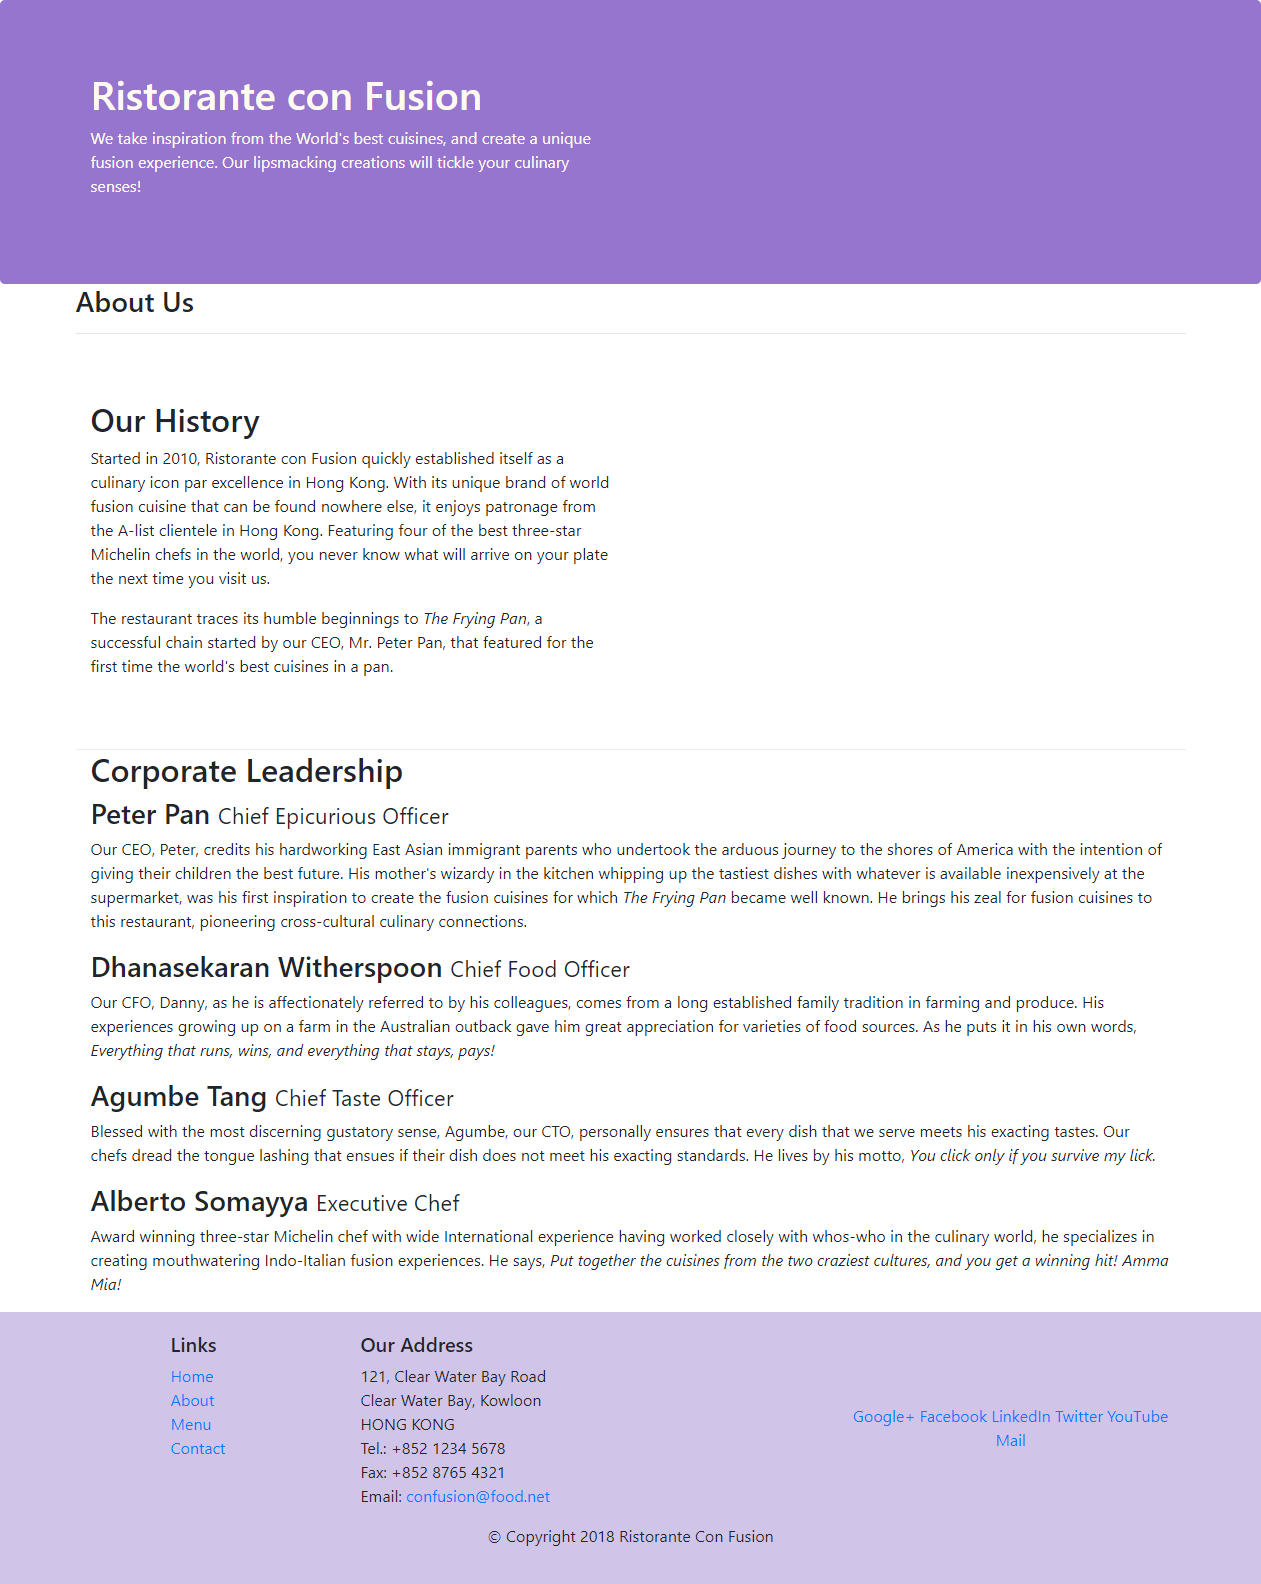 Ristorante con Fusion
We take inspiration from the World's best cuisines, and create a unique
fusion experience. Our lipsmacking creations will tickle your culinary
senses!
About Us
Our History
Started in 2010, Ristorante con Fusion quickly established itself as a
culinary icon par excellence in Hong Kong. With its unique brand of world
fusion cuisine that can be found nowhere else, it enjoys patronage from
the A-list clientele in Hong Kong. Featuring four of the best three-star
Michelin chefs in the world, you never know what will arrive on your plate
the next time you visit us.
The restaurant traces its humble beginnings to The Frying Pan, a
successful chain started by our CEO, Mr. Peter Pan, that featured for the
first time the world's best cuisines in a pan.
Corporate Leadership
Peter Pan Chief Epicurious Officer
Our CEO, Peter, credits his hardworking East Asian immigrant parents who undertook the arduous journey to the shores of America with the intention of
giving their children the best future. His mother's wizardy in the kitchen whipping up the tastiest dishes with whatever is available inexpensively at the
supermarket, was his first inspiration to create the fusion cuisines for which The Frying Pan became well known. He brings his zeal for fusion cuisines to
this restaurant, pioneering cross-cultural culinary connections.
Dhanasekaran Witherspoon Chief Food Officer
Our CFO, Danny, as he is affectionately referred to by his colleagues, comes from a long established family tradition in farming and produce. His
experiences growing up on a farm in the Australian outback gave him great appreciation for varieties of food sources. As he puts it in his own words,
Everything that runs, wins, and everything that stays, pays!
Agumbe Tang Chief Taste Officer
Blessed with the most discerning gustatory sense, Agumbe, our CTO, personally ensures that every dish that we serve meets his exacting tastes. Our
chefs dread the tongue lashing that ensues if their dish does not meet his exacting standards. He lives by his motto, You click only if you survive my lick.
Alberto Somayya Executive Chef
Award winning three-star Michelin chef with wide International experience having worked closely with whos-who in the culinary world, he specializes in
creating mouthwatering Indo-Italian fusion experiences. He says, Put together the cuisines from the two craziest cultures, and you get a winning hit! Amma
Mia!
Links
Home
About
Menu
Contact
Our Address
121, Clear Water Bay Road
Clear Water Bay, Kowloon
HONG KONG
Tel.: +852 1234 5678
Fax: +852 8765 4321
Email: confusion@food.net
Google+ Facebook LinkedIn Twitter YouTube
Mail
© Copyright 2018 Ristorante Con Fusion